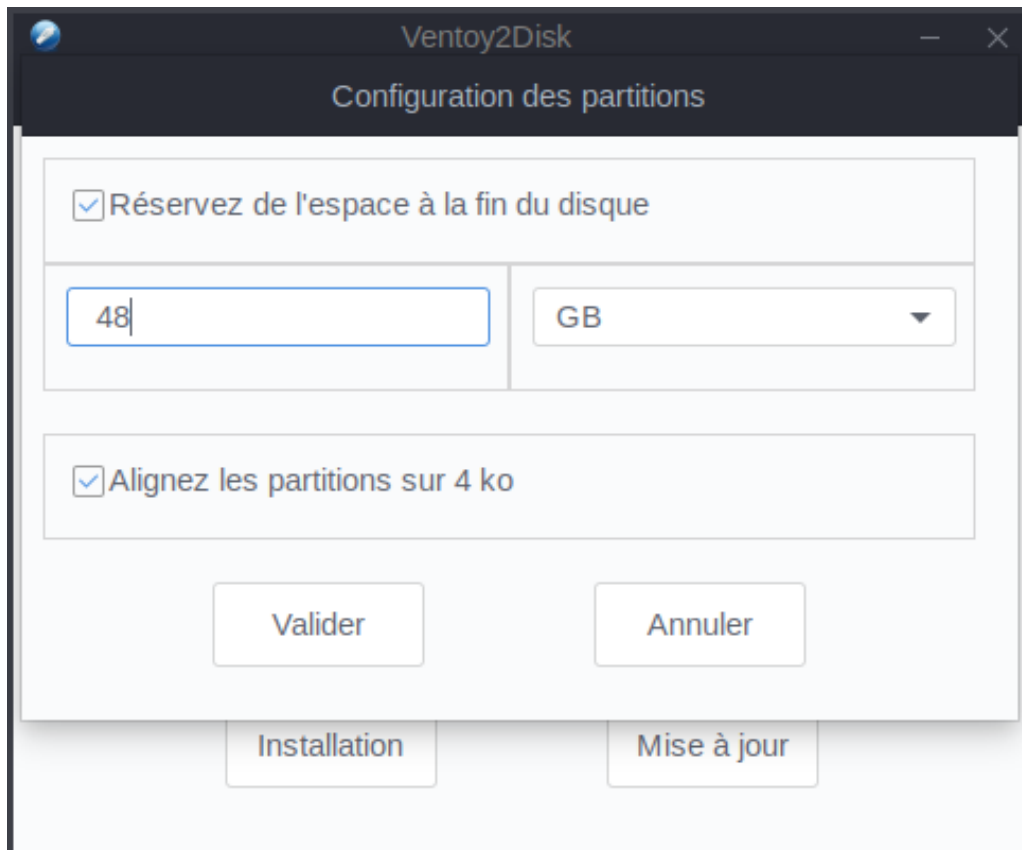 Ventoy2Disk
Configuration des partitions
Réservez de l'espace à la fin du disque
48
GB
Alignez les partitions sur 4 ko
Valider
Annuler
Installation
Mise à jour